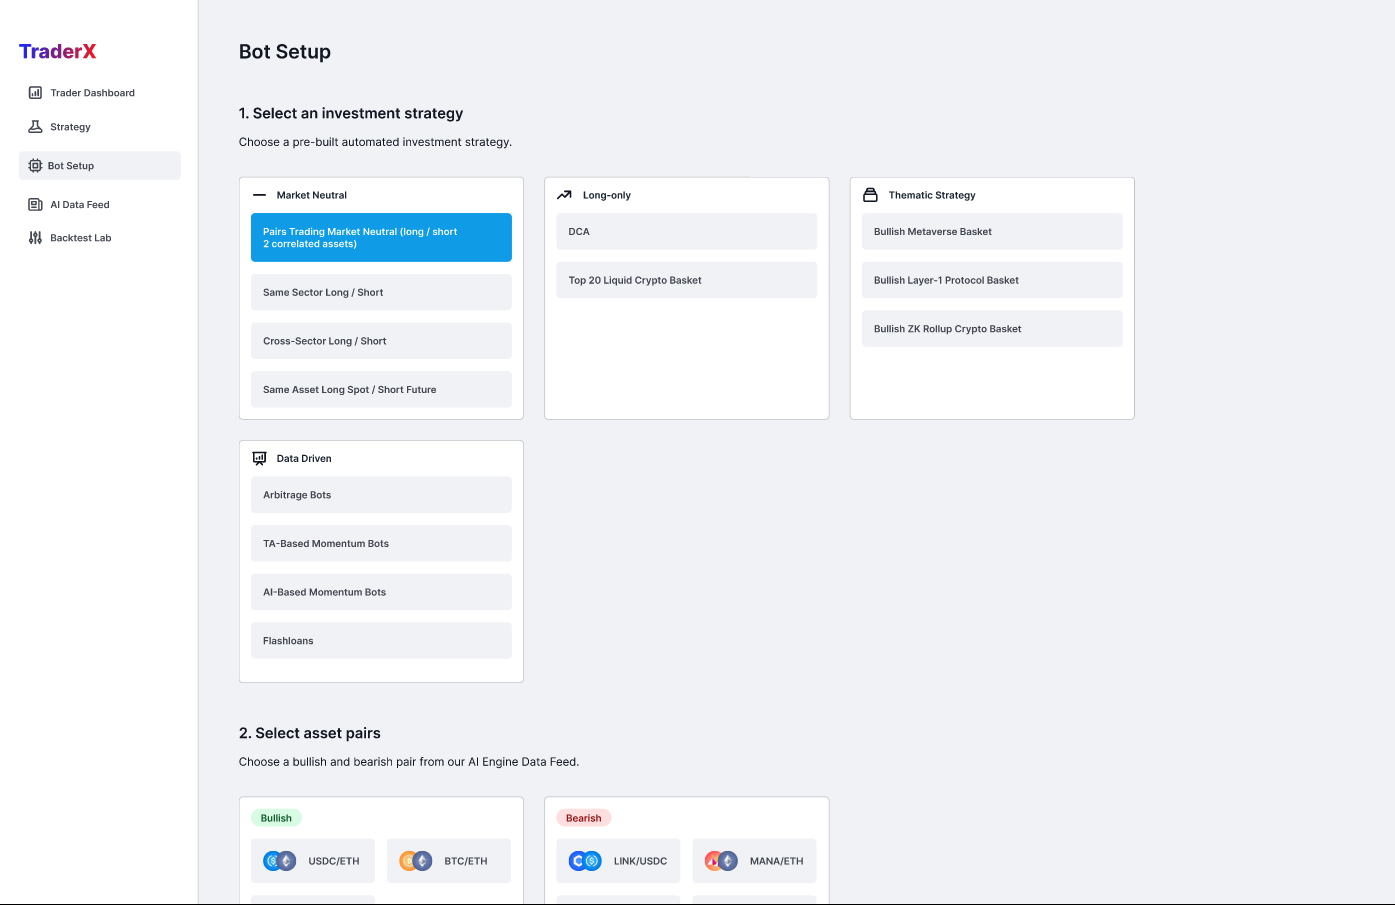 TraderX
Trader Dashboard
Strategy
Bot Setup
AI Data Feed
Backtest Lab
Bot Setup
1. Select an investment strategy
Choose a pre-built automated investment strategy.
Market Neutral
Pairs Trading Market Neutral (long / short
2 correlated assets)
Same Sector Long / Short
Cross-Sector Long / Short
Same Asset Long Spot / Short Future
Long-only
DCA
Top 20 Liquid Crypto Basket
Thematic Strategy
Bullish Metaverse Basket
Bullish Layer-1 Protocol Basket
Bullish ZK Rollup Crypto Basket
Data Driven
Arbitrage Bots
TA-Based Momentum Bots
AI-Based Momentum Bots
Flashloans
2. Select asset pairs
Choose a bullish and bearish pair from our AI Engine Data Feed.
Bullish
USDC/ETH
BTC/ETH
Bearish
LINK/USDC
MANA/ETH